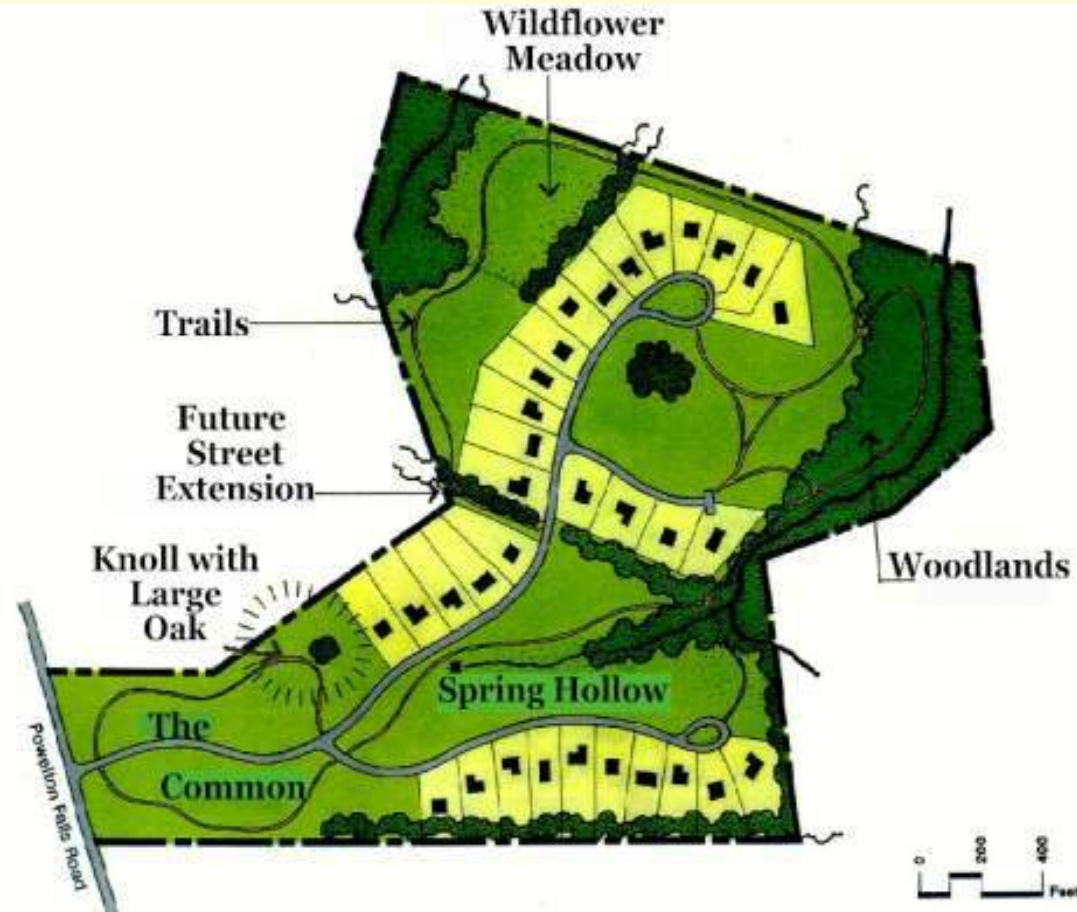 Wildflower
Meadow
Trails
Future
Street
Extension
Knoll with
Large
Oak
Woodlands
Spring Hollow
The
Common
Powelton Falls Road
0 200 400
Feet